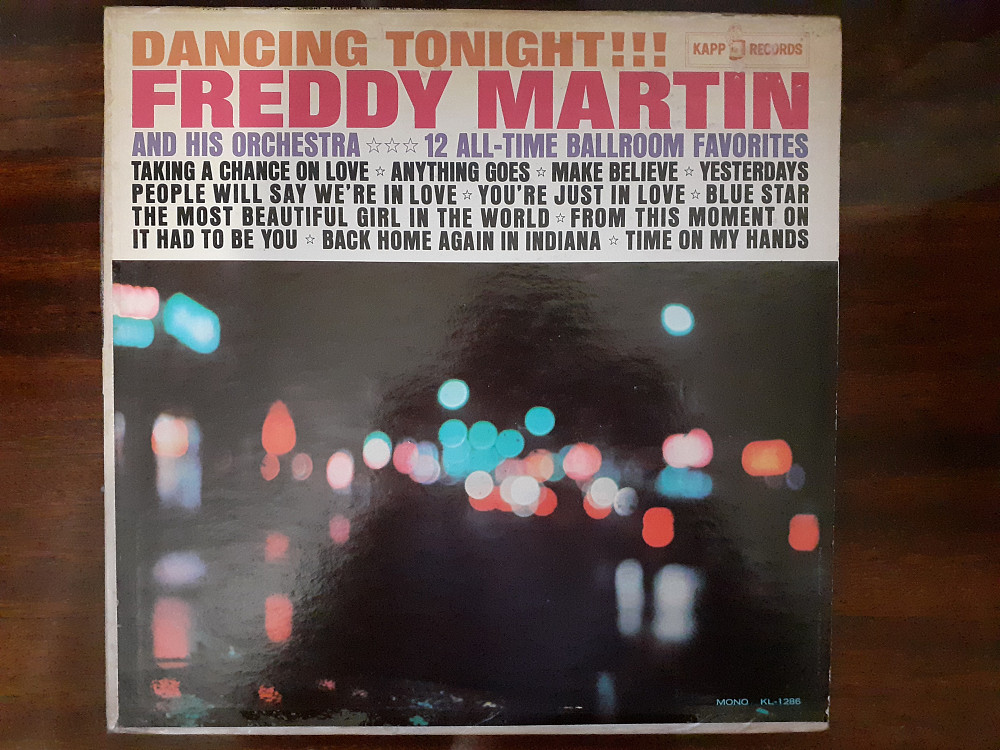 DANCING TONIGHT!!!
KAPP RECORDS
FREDDY MARTIN
AND HIS ORCHESTRA ☆☆☆ 12 ALL-TIME BALLROOM FAVORITES
TAKING A CHANCE ON LOVE ☆ ANYTHING GOES ☆ MAKE BELIEVE ☆ YESTERDAYS
PEOPLE WILL SAY WE'RE IN LOVE ☆ YOU'RE JUST IN LOVE ☆ BLUE STAR
THE MOST BEAUTIFUL GIRL IN THE WORLD ☆ FROM THIS MOMENT ON
IT HAD TO BE YOU ☆ BACK HOME AGAIN IN INDIANA ☆ TIME ON MY HANDS
MONO KL-1286